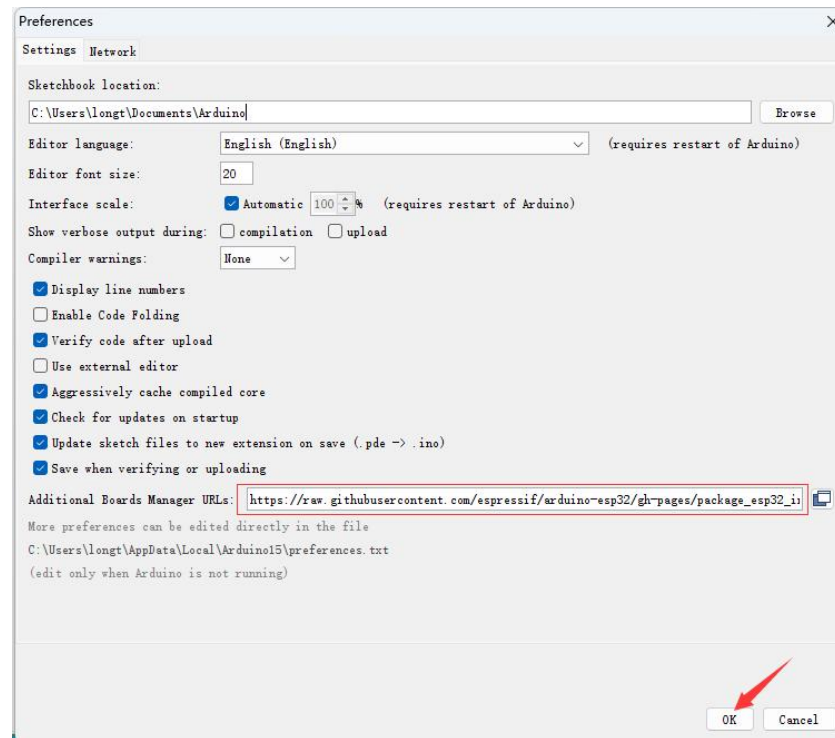 Preferences
Settings Network
Sketchbook location:
C:\Users\longt\Documents\Arduino
Browse
Editor language: English (English) (requires restart of Arduino)
Editor font size: 20
Interface scale: Automatic 100 % (requires restart of Arduino)
Show verbose output during: compilation upload
Compiler warnings: None
Display line numbers
Enable Code Folding
Verify code after upload
Use external editor
Aggressively cache compiled core
Check for updates on startup
Update sketch files to new extension on save (.pde -> .ino)
Save when verifying or uploading
Additional Boards Manager URLs: https://raw.githubusercontent.com/espressif/arduino-esp32/gh-pages/package_esp32_i
More preferences can be edited directly in the file
C:\Users\longt\AppData\Local\Arduino15\preferences.txt
(edit only when Arduino is not running)
OK Cancel